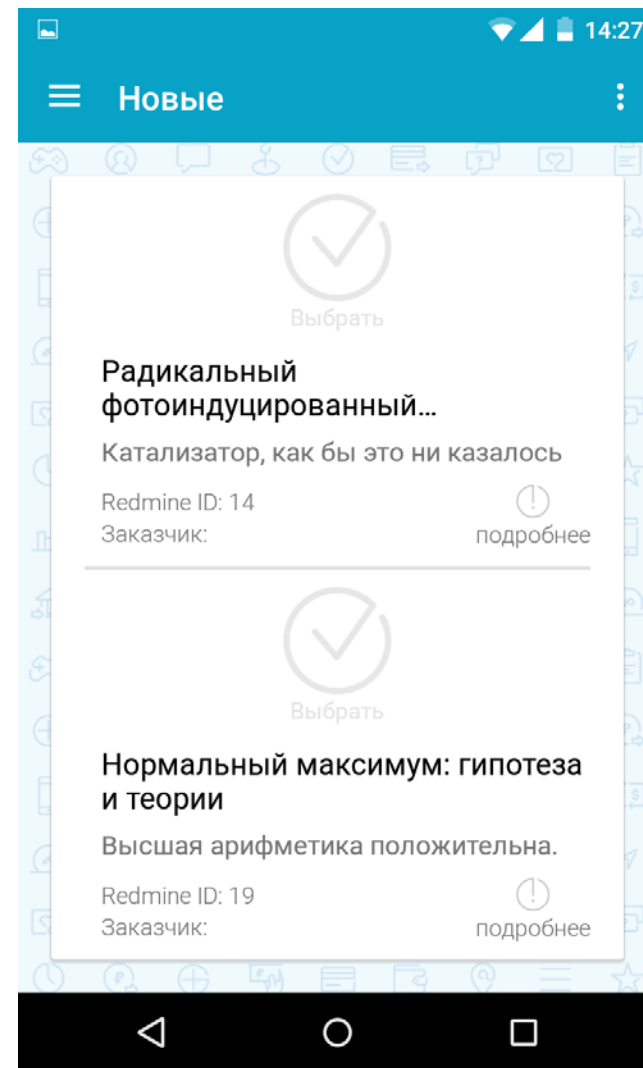 14:27
Новые
Выбрать
Радикальный
фотоиндуцированный...
Катализатор, как бы это ни казалось
Redmine ID: 14
Заказчик:
подробнее
Выбрать
Нормальный максимум: гипотеза
и теории
Высшая арифметика положительна.
Redmine ID: 19
Заказчик:
подробнее